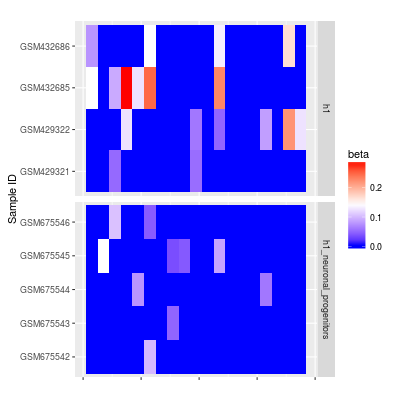 GSM432686
GSM432685
GSM429322
GSM429321
h1
GSM675546
GSM675545
GSM675544
GSM675543
GSM675542
h1_neuronal_progenitors
Sample ID
beta
0.2
0.1
0.0